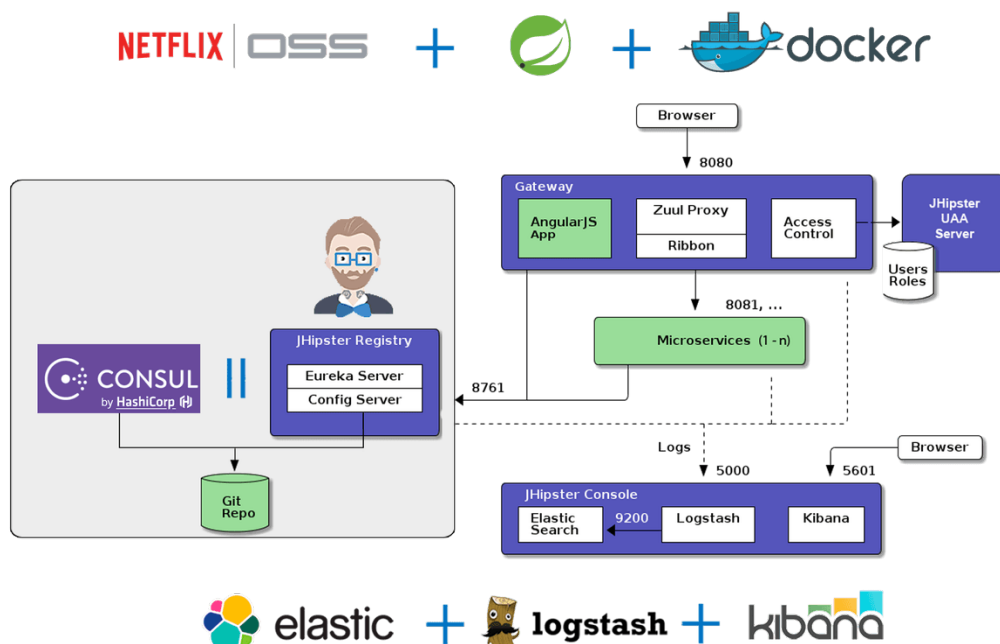 NETFLIX OSS
docker
Browser
8080
Gateway
AngularJS
App
Zuul Proxy
Ribbon
Access
Control
JHipster
UAA
Server
Users
Roles
8081, ...
Microservices (1 - n)
JHipster Registry
Eureka Server
Config Server
CONSUL
by HashiCorp
8761
Git
Repo
Logs
5000
5601
Browser
JHipster Console
Elastic
Search
9200
Logstash
Kibana
elastic
logstash
kibana